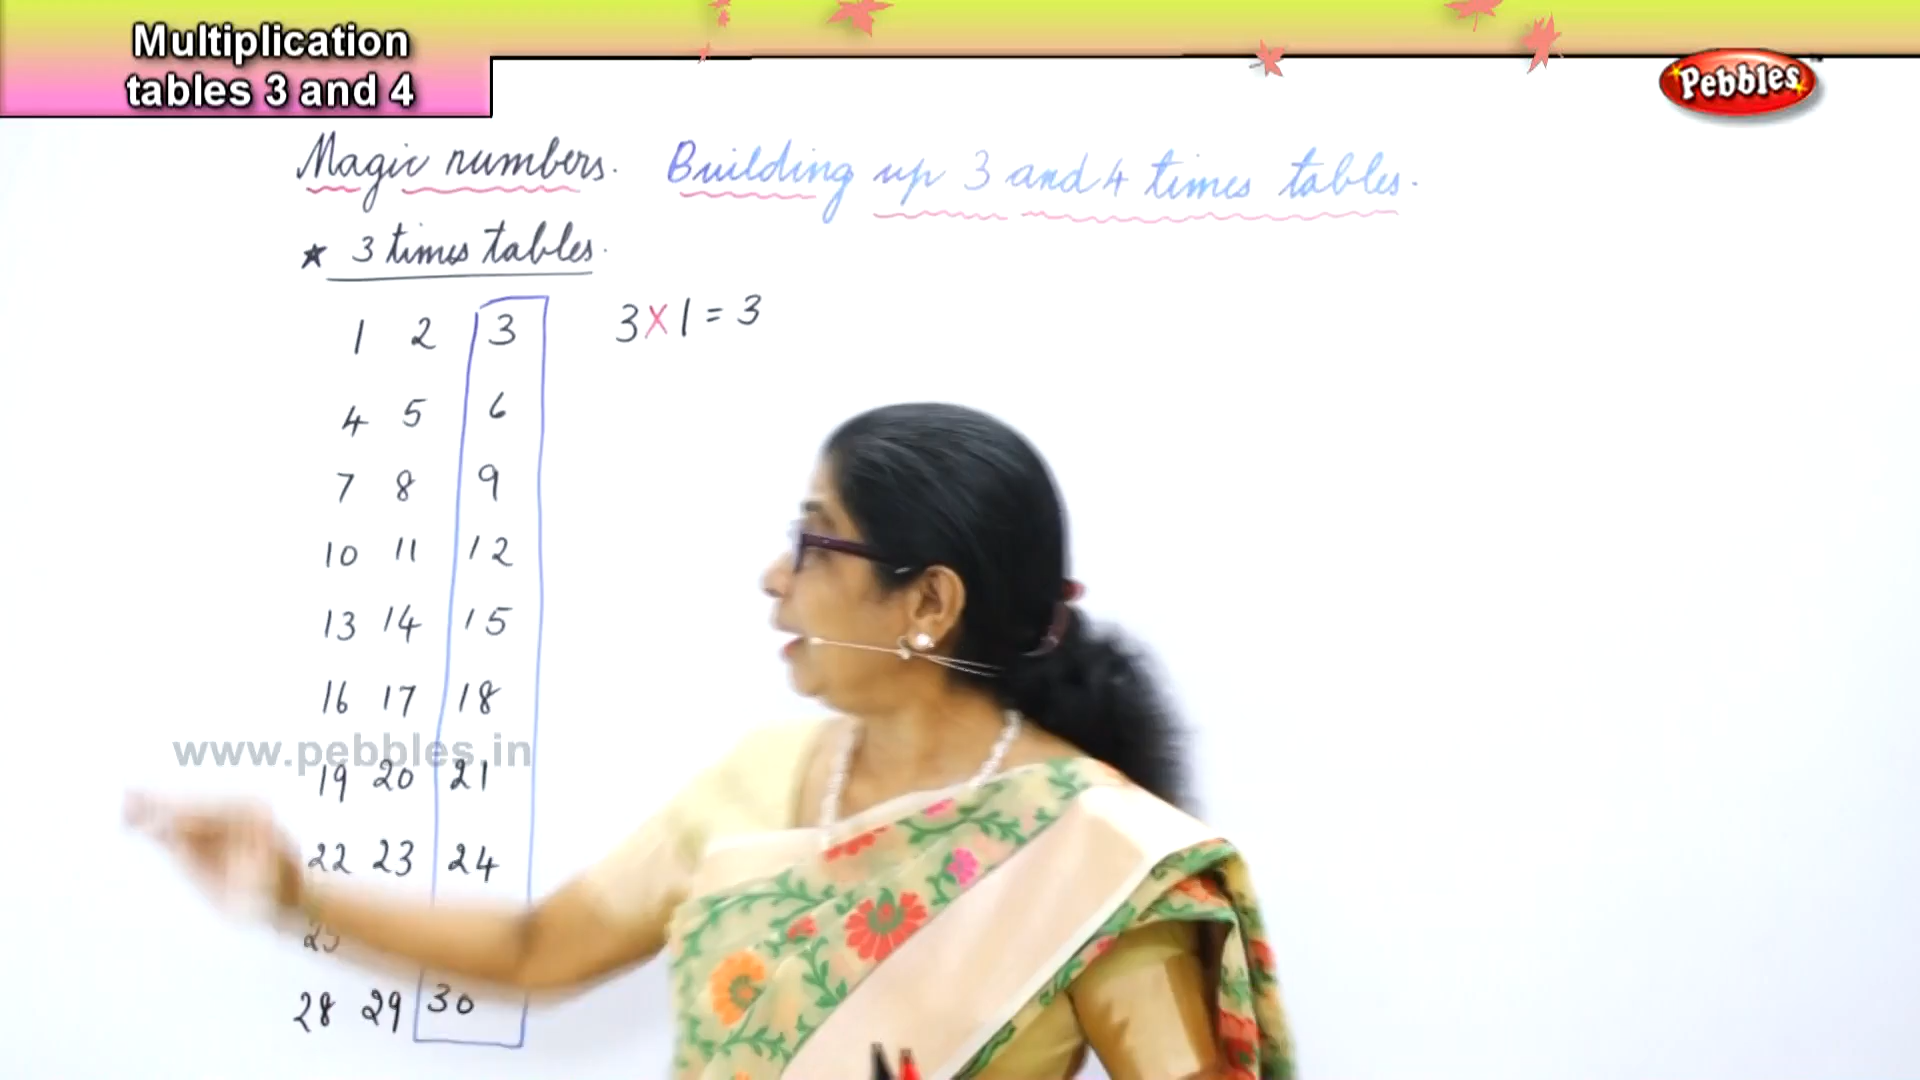 Multiplication
tables 3 and 4
Pebbles
Magic numbers. Building up 3 and 4 times tables.
★ 3 times tables.
1 2 3 3 x 1 = 3
4 5 6
7 8 9
10 11 12
13 14 15
16 17 18
www.pebbles.in
19 20 21
22 23 24
28 29 30